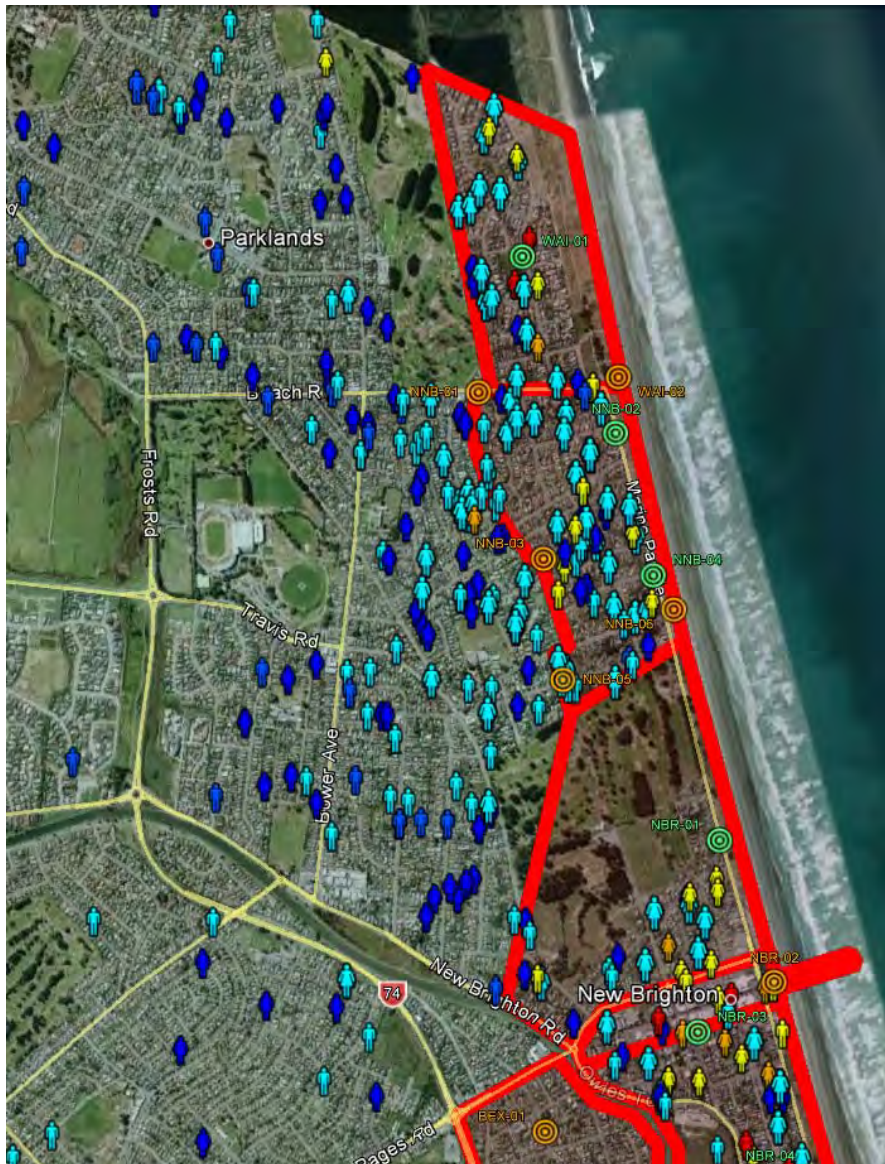 Parklands
WAI-01
Beach R
NNB-01
WAI-02
NNB-02
Frosts Rd
Marine Pa
NNB-03
NNB-04
NNB-06
Travis Rd
NNB-05
Bower Ave
NBR-01
New Brighton Rd
NBR-02
74
New Brighton
NBR-03
BEX-01
Pages Rd
NBR-04